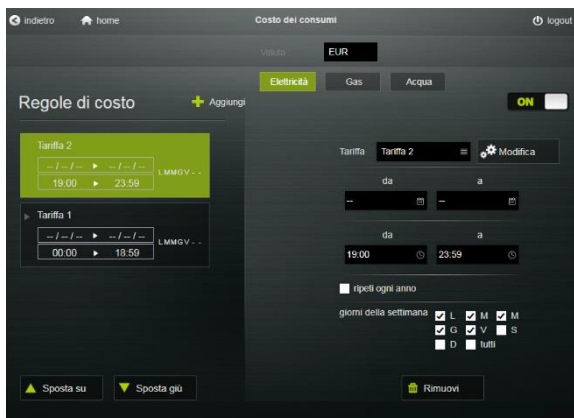 indietro home Costo dei consumi logout
Valuta EUR
Elettricità Gas Acqua
Regole di costo Aggiungi ON
Tariffa 2
-- / -- / -- -- / -- / --
19:00 23:59
LMMGV--
Tariffa 1
-- / -- / -- -- / -- / --
00:00 18:59
LMMGV--
Tariffa Tariffa 2 Modifica
da a
-- --
da a
19:00 23:59
ripeti ogni anno
giorni della settimana L M M
G V S
D tutti
Sposta su Sposta giù Rimuovi